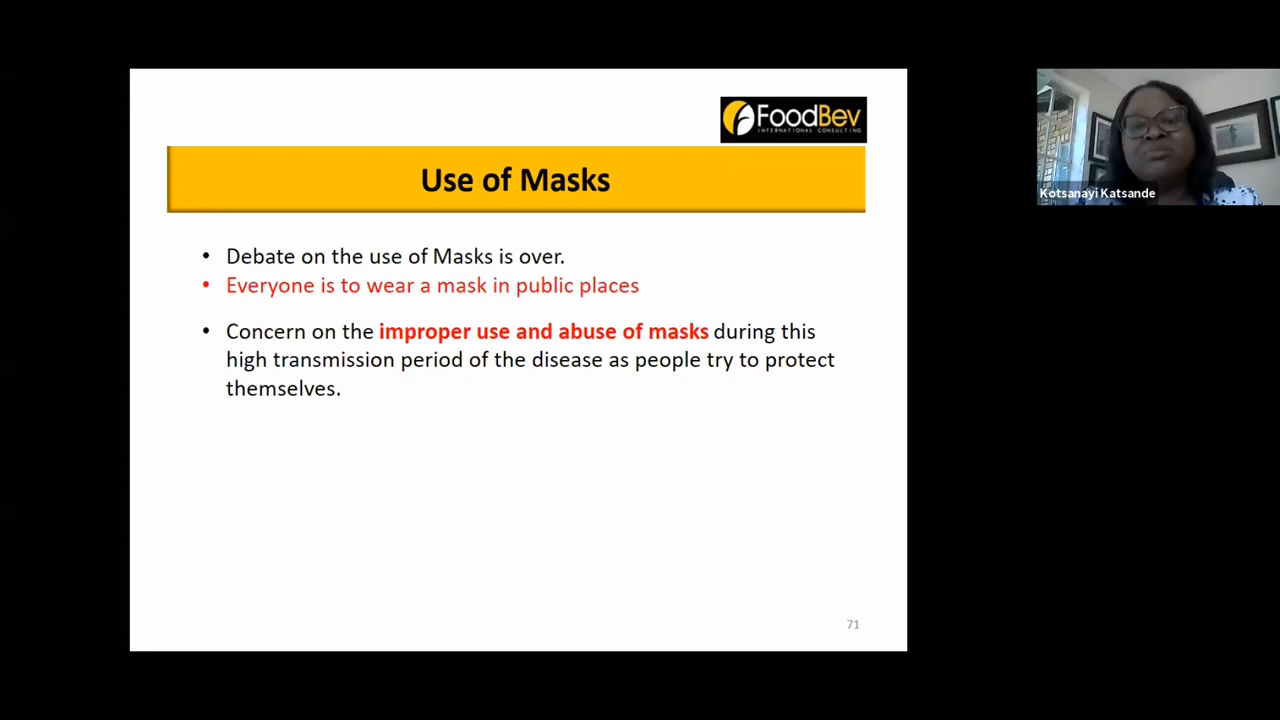 FoodBev
INTERNATIONAL CONSULTING
Use of Masks
• Debate on the use of Masks is over.
• Everyone is to wear a mask in public places
• Concern on the improper use and abuse of masks during this
high transmission period of the disease as people try to protect
themselves.
71
Kotsanayi Katsande